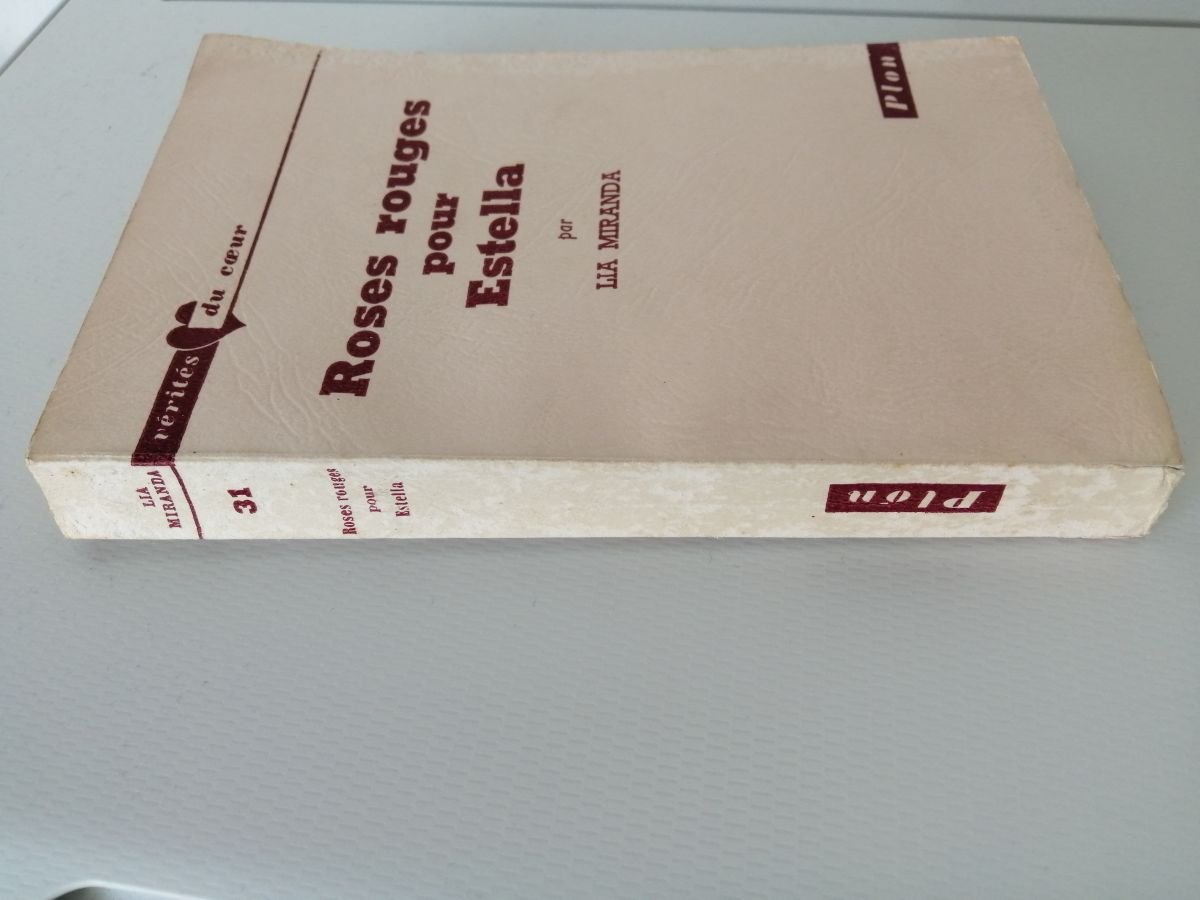 vérités du cœur
Roses rouges
pour
Estella
par
LIA MIRANDA
Plon
LIA
MIRANDA
31
Roses rouges
pour
Estella
Plon